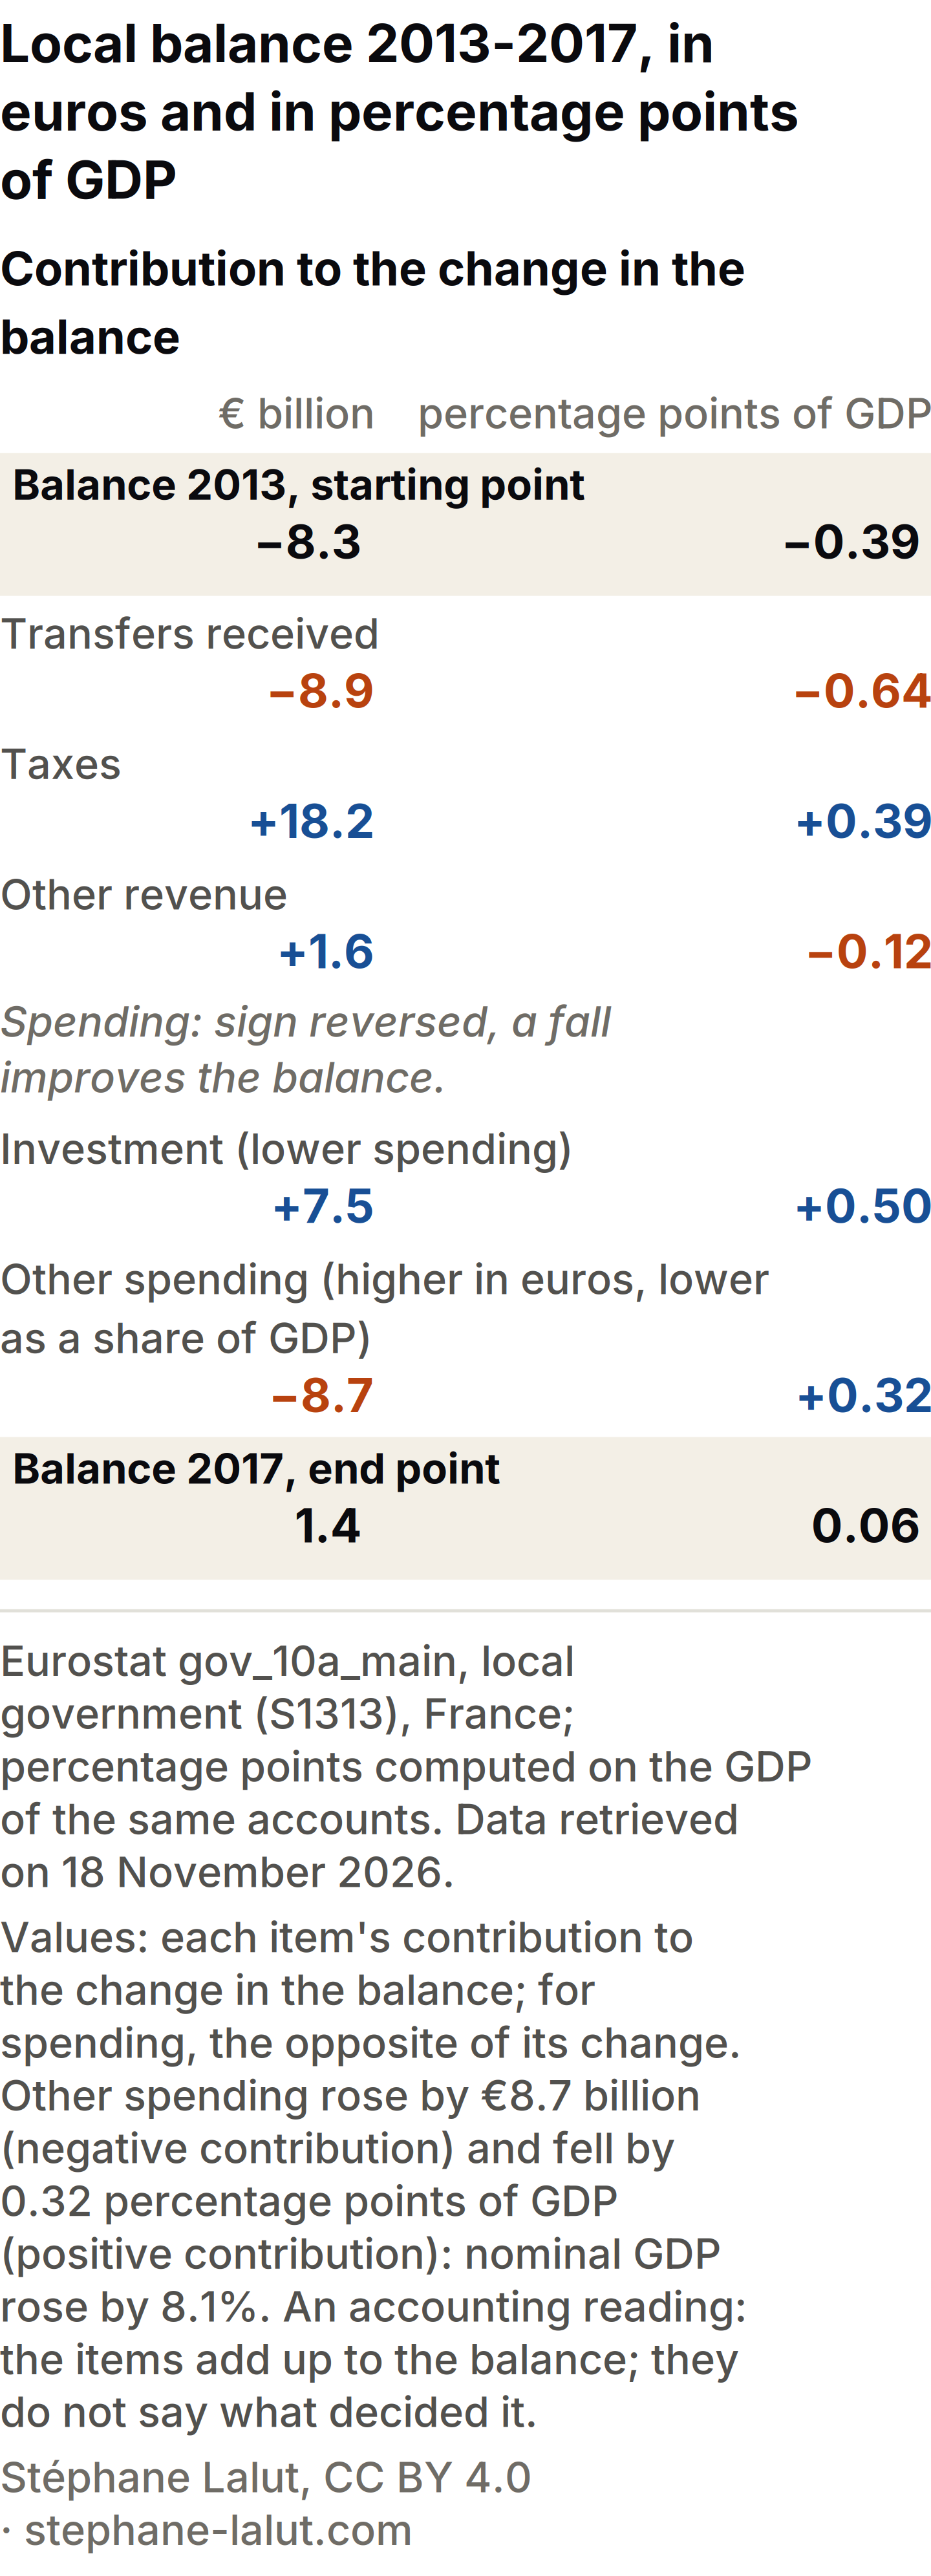 Local balance 2013-2017, in
euros and in percentage points
of GDP
Contribution to the change in the
balance
€ billion percentage points of GDP
Balance 2013, starting point
−8.3 −0.39
Transfers received
−8.9 −0.64
Taxes
+18.2 +0.39
Other revenue
+1.6 −0.12
Spending: sign reversed, a fall
improves the balance.
Investment (lower spending)
+7.5 +0.50
Other spending (higher in euros, lower
as a share of GDP)
−8.7 +0.32
Balance 2017, end point
1.4 0.06
Eurostat gov_10a_main, local
government (S1313), France;
percentage points computed on the GDP
of the same accounts. Data retrieved
on 18 November 2026.
Values: each item's contribution to
the change in the balance; for
spending, the opposite of its change.
Other spending rose by €8.7 billion
(negative contribution) and fell by
0.32 percentage points of GDP
(positive contribution): nominal GDP
rose by 8.1%. An accounting reading:
the items add up to the balance; they
do not say what decided it.
Stéphane Lalut, CC BY 4.0
· stephane-lalut.com